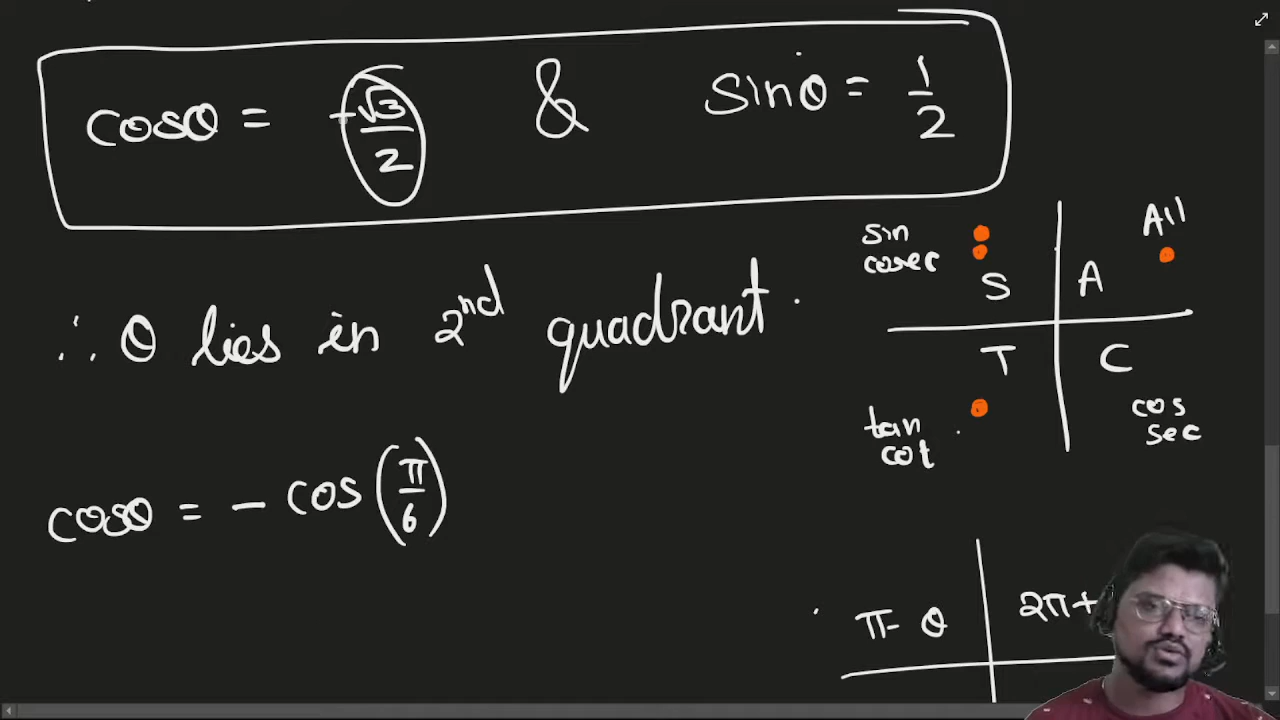 cosθ = -√3/2 & sinθ = 1/2
All
sin
cosec
S A
∴ θ lies in 2nd quadrant.
T C
tan
cot
cos
sec
cosθ = - cos(π/6)
π - θ 2π+